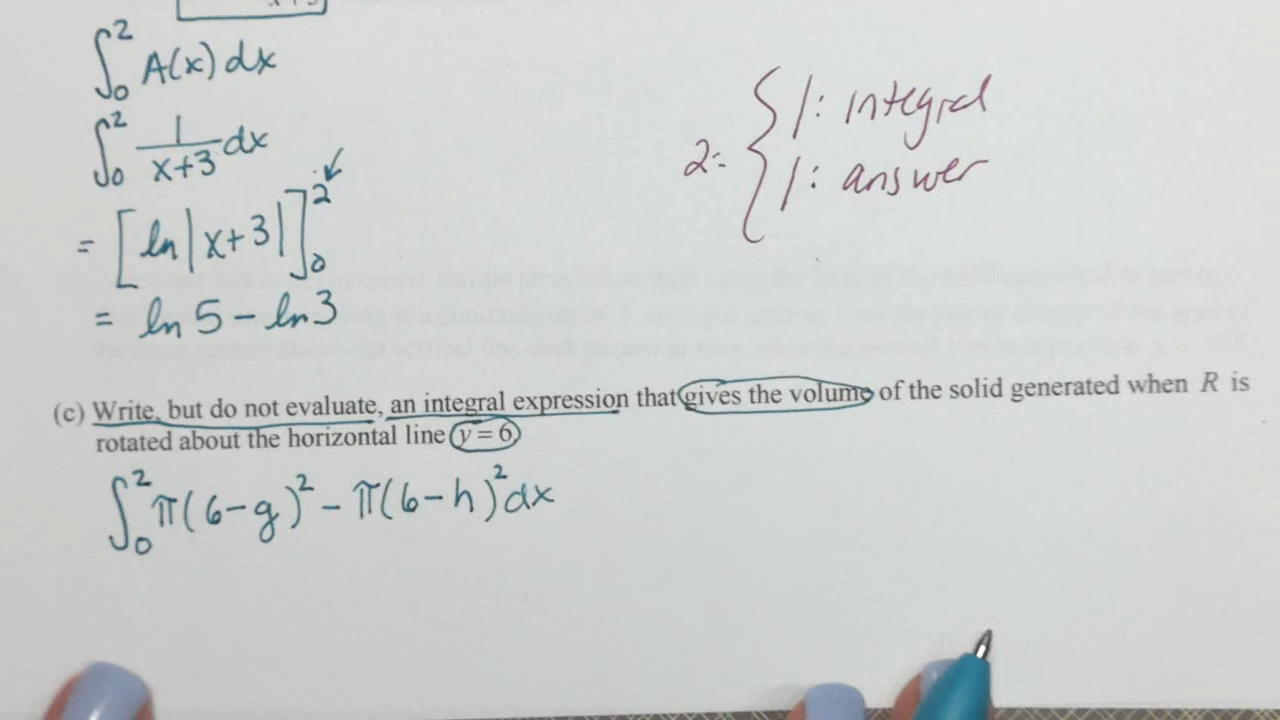 ∫₀² A(x) dx
∫₀² 1/(x+3) dx
= [ln|x+3|]₀²
= ln 5 – ln 3
2: { 1: integral
1: answer
(c) Write, but do not evaluate, an integral expression that gives the volume of the solid generated when R is
rotated about the horizontal line y = 6.
∫₀² π(6–g)² – π(6–h)² dx